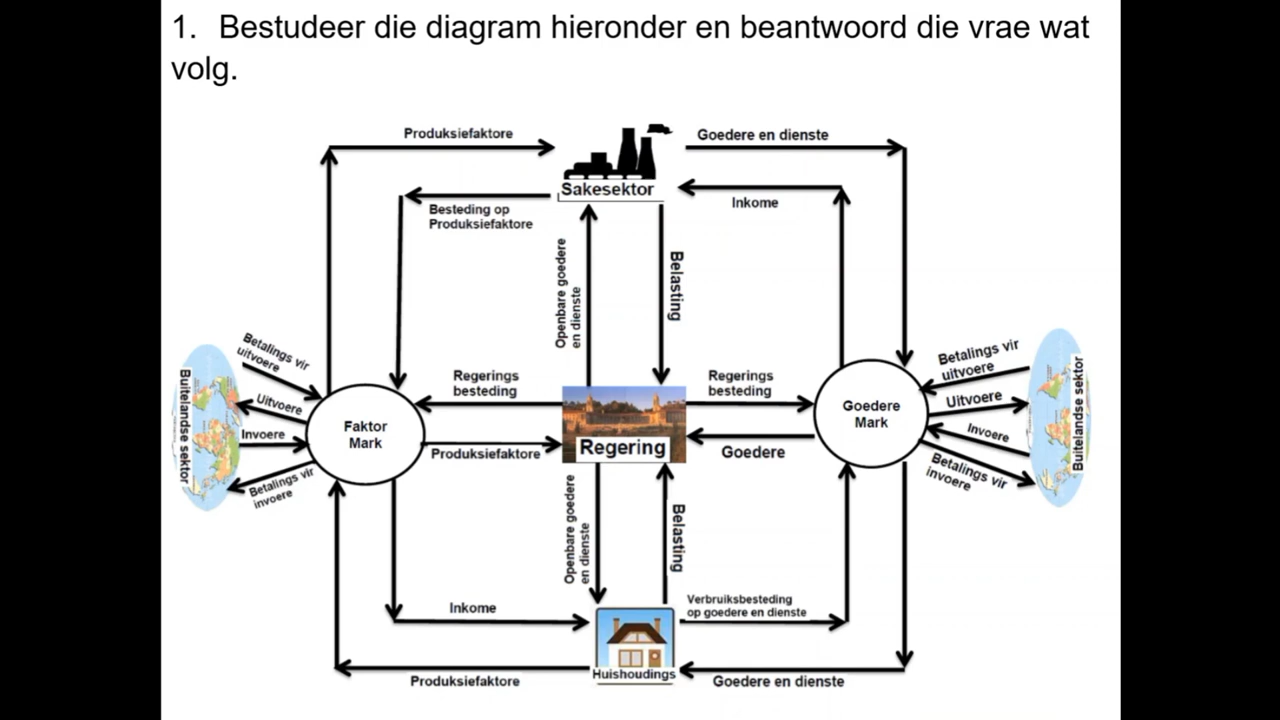 1. Bestudeer die diagram hieronder en beantwoord die vrae wat
volg.
Produksiefaktore
Goedere en dienste
Sakesektor
Besteding op
Produksiefaktore
Inkome
Openbare goedere
en dienste
Belasting
Betalings vir
uitvoere
Uitvoere
Invoere
Betalings vir
invoere
Buitelandse sektor
Faktor
Mark
Regerings
besteding
Produksiefaktore
Regering
Regerings
besteding
Goedere
Goedere
Mark
Betalings vir
uitvoere
Uitvoere
Invoere
Betalings vir
invoere
Buitelandse sektor
Openbare goedere
en dienste
Belasting
Inkome
Verbruiksbesteding
op goedere en dienste
Huishoudings
Produksiefaktore
Goedere en dienste